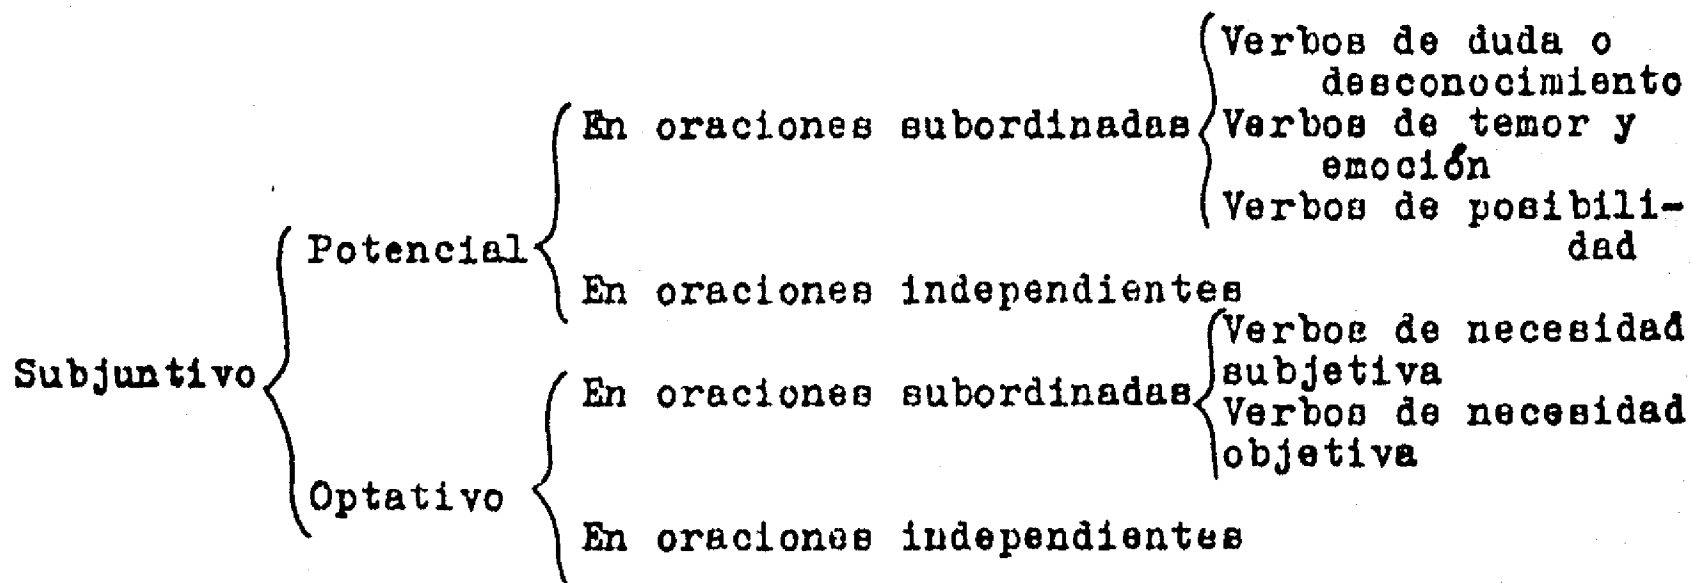 Verbos de duda o
desconocimiento
En oraciones subordinadas
Verbos de temor y
emoción
Verbos de posibili-
dad
Potencial
En oraciones independientes
Subjuntivo
Verbos de necesidad
subjetiva
En oraciones subordinadas
Verbos de necesidad
objetiva
Optativo
En oraciones independientes